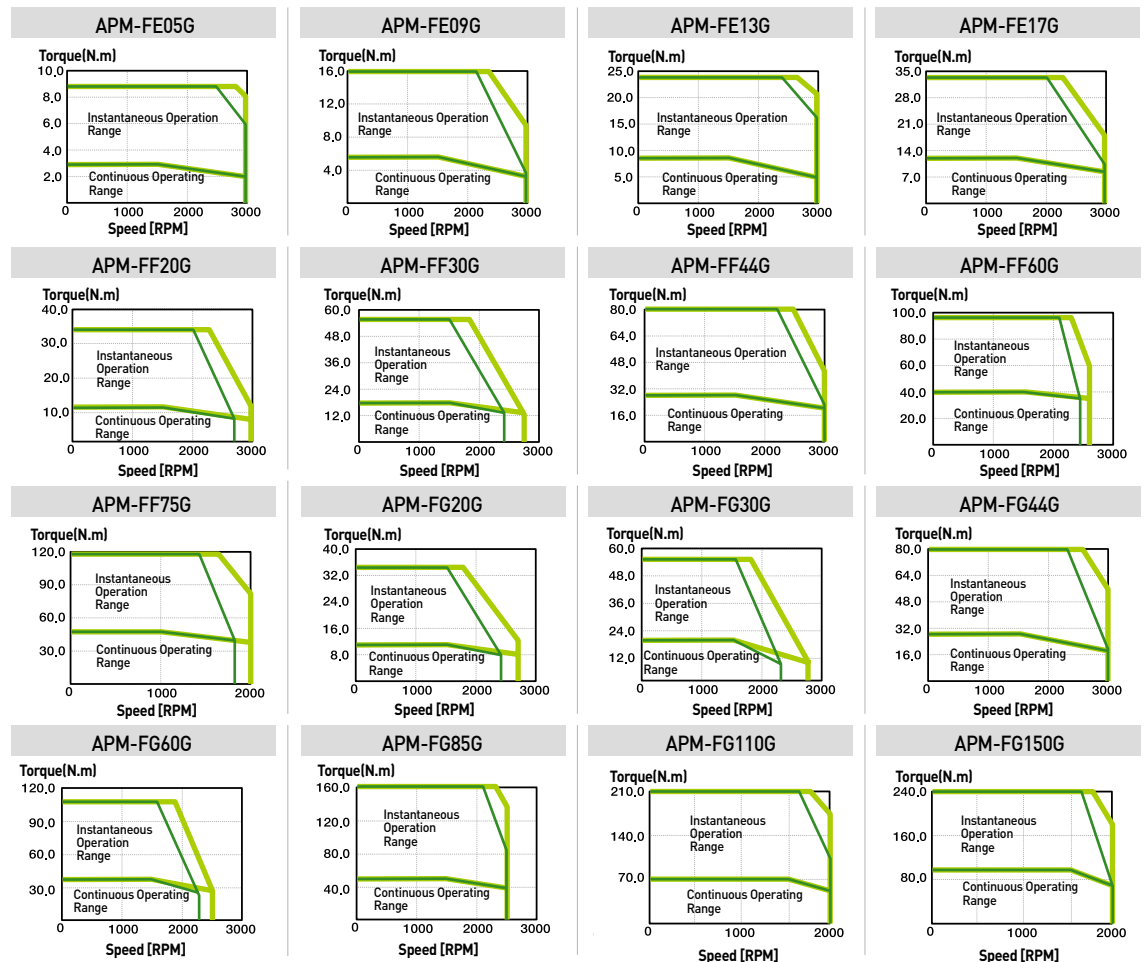 APM-FE05G
Torque(N.m)
10,0
8,0
6,0
4,0
2,0
Instantaneous Operation
Range
Continuous Operating
Range
0 1000 2000 3000
Speed [RPM]
APM-FE09G
Torque(N.m)
16,0
12,0
8,0
4,0
Instantaneous Operation
Range
Continuous Operating
Range
0 1000 2000 3000
Speed [RPM]
APM-FE13G
Torque(N.m)
25,0
20,0
15,0
10,0
5,0
Instantaneous Operation
Range
Continuous Operating
Range
0 1000 2000 3000
Speed [RPM]
APM-FE17G
Torque(N.m)
35,0
28,0
21,0
14,0
7,0
Instantaneous Operation
Range
Continuous Operating
Range
0 1000 2000 3000
Speed [RPM]
APM-FF20G
Torque(N.m)
40,0
30,0
20,0
10,0
Instantaneous
Operation
Range
Continuous Operating
Range
0 1000 2000 3000
Speed [RPM]
APM-FF30G
Torque(N.m)
60,0
48,0
36,0
24,0
12,0
Instantaneous
Operation
Range
Continuous Operating
Range
0 1000 2000 3000
Speed [RPM]
APM-FF44G
Torque(N.m)
80,0
64,0
48,0
32,0
16,0
Instantaneous Operation
Range
Continuous Operating
Range
0 1000 2000 3000
Speed [RPM]
APM-FF60G
Torque(N.m)
100,0
80,0
60,0
40,0
20,0
Instantaneous
Operation
Range
Continuous Operating
Range
0 1000 2000 3000
Speed [RPM]
APM-FF75G
Torque(N.m)
120,0
90,0
60,0
30,0
Instantaneous
Operation
Range
Continuous Operating
Range
0 1000 2000
Speed [RPM]
APM-FG20G
Torque(N.m)
40,0
32,0
24,0
16,0
8,0
Instantaneous
Operation
Range
Continuous Operating
Range
0 1000 2000 3000
Speed [RPM]
APM-FG30G
Torque(N.m)
60,0
48,0
36,0
24,0
12,0
Instantaneous
Operation
Range
Continuous Operating
Range
0 1000 2000 3000
Speed [RPM]
APM-FG44G
Torque(N.m)
80,0
64,0
48,0
32,0
16,0
Instantaneous
Operation
Range
Continuous Operating
Range
0 1000 2000 3000
Speed [RPM]
APM-FG60G
Torque(N.m)
120,0
90,0
60,0
30,0
Instantaneous
Operation
Range
Continuous Operating
Range
0 1000 2000 3000
Speed [RPM]
APM-FG85G
Torque(N.m)
160,0
120,0
80,0
40,0
Instantaneous
Operation
Range
Continuous Operating
Range
0 1000 2000 3000
Speed [RPM]
APM-FG110G
Torque(N.m)
210,0
140,0
70,0
Instantaneous
Operation
Range
Continuous Operating
Range
0 1000 2000
Speed [RPM]
APM-FG150G
Torque(N.m)
240,0
160,0
80,0
Instantaneous
Operation
Range
Continuous Operating
Range
0 1000 2000
Speed [RPM]